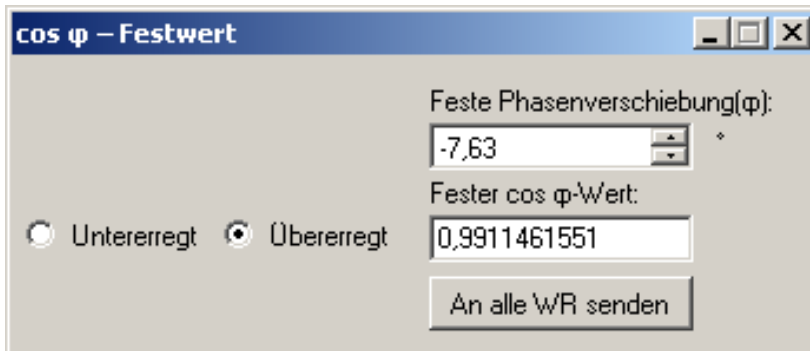 cos φ – Festwert
Feste Phasenverschiebung(φ):
-7,63 °
Fester cos φ-Wert:
Untererregt Übererregt 0,9911461551
An alle WR senden